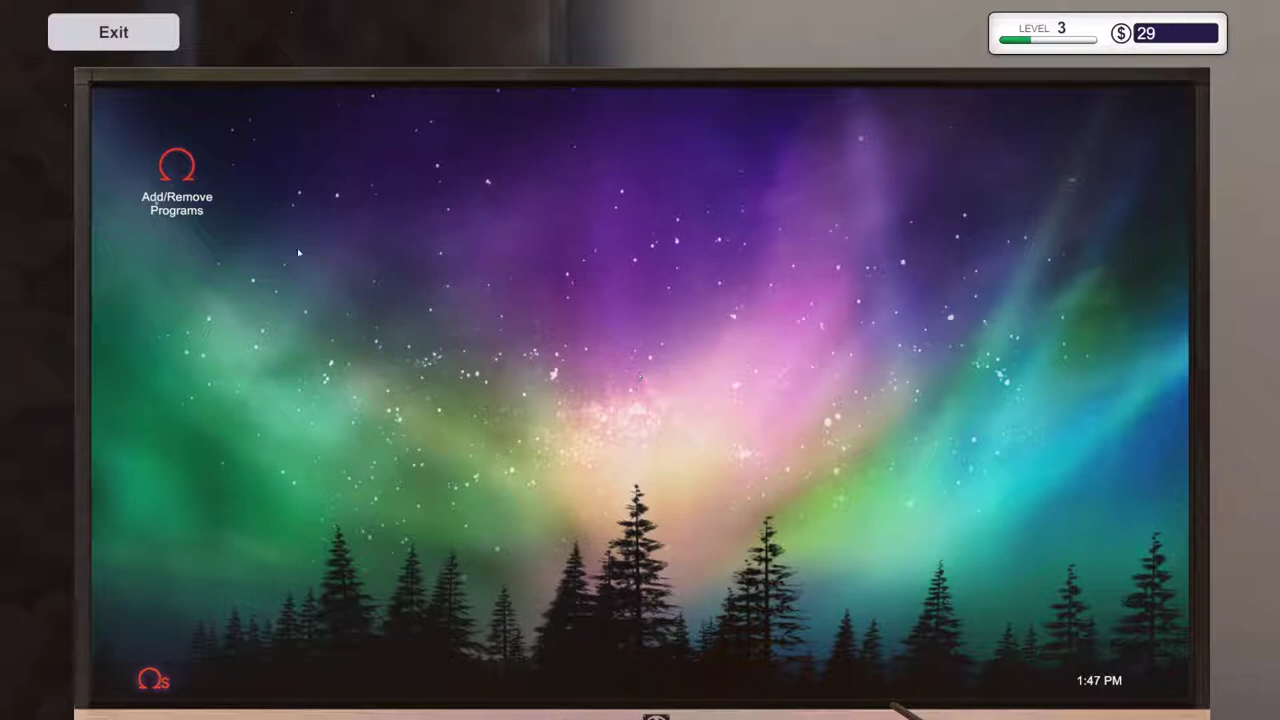 Exit
LEVEL 3
$ 29
Add/Remove
Programs
Ωs
1:47 PM